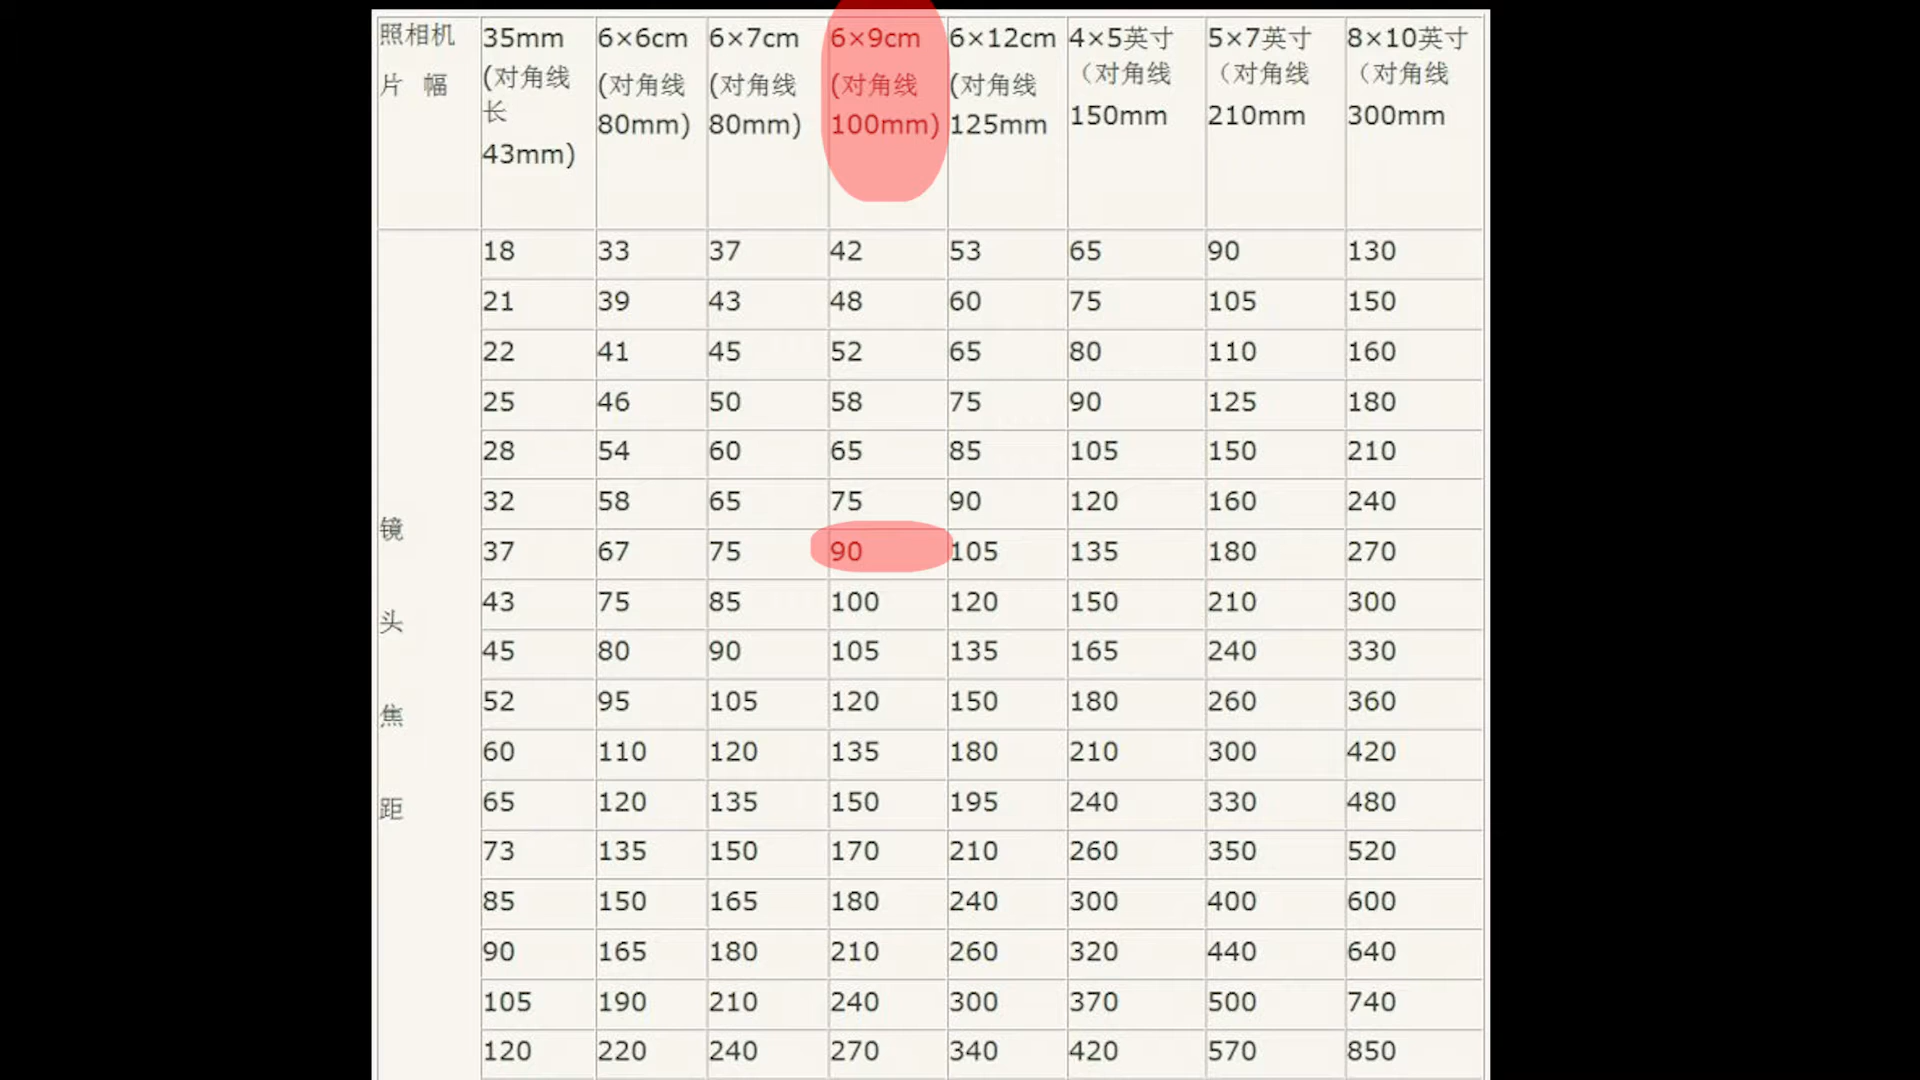 照相机 35mm 6×6cm 6×7cm 6×9cm 6×12cm 4×5英寸 5×7英寸 8×10英寸
片 幅 (对角线 (对角线 (对角线 (对角线 (对角线 （对角线 （对角线 （对角线
长 80mm) 80mm) 100mm) 125mm 150mm 210mm 300mm
43mm)
18 33 37 42 53 65 90 130
21 39 43 48 60 75 105 150
22 41 45 52 65 80 110 160
25 46 50 58 75 90 125 180
28 54 60 65 85 105 150 210
32 58 65 75 90 120 160 240
镜
37 67 75 90 105 135 180 270
43 75 85 100 120 150 210 300
头
45 80 90 105 135 165 240 330
52 95 105 120 150 180 260 360
焦
60 110 120 135 180 210 300 420
65 120 135 150 195 240 330 480
距
73 135 150 170 210 260 350 520
85 150 165 180 240 300 400 600
90 165 180 210 260 320 440 640
105 190 210 240 300 370 500 740
120 220 240 270 340 420 570 850